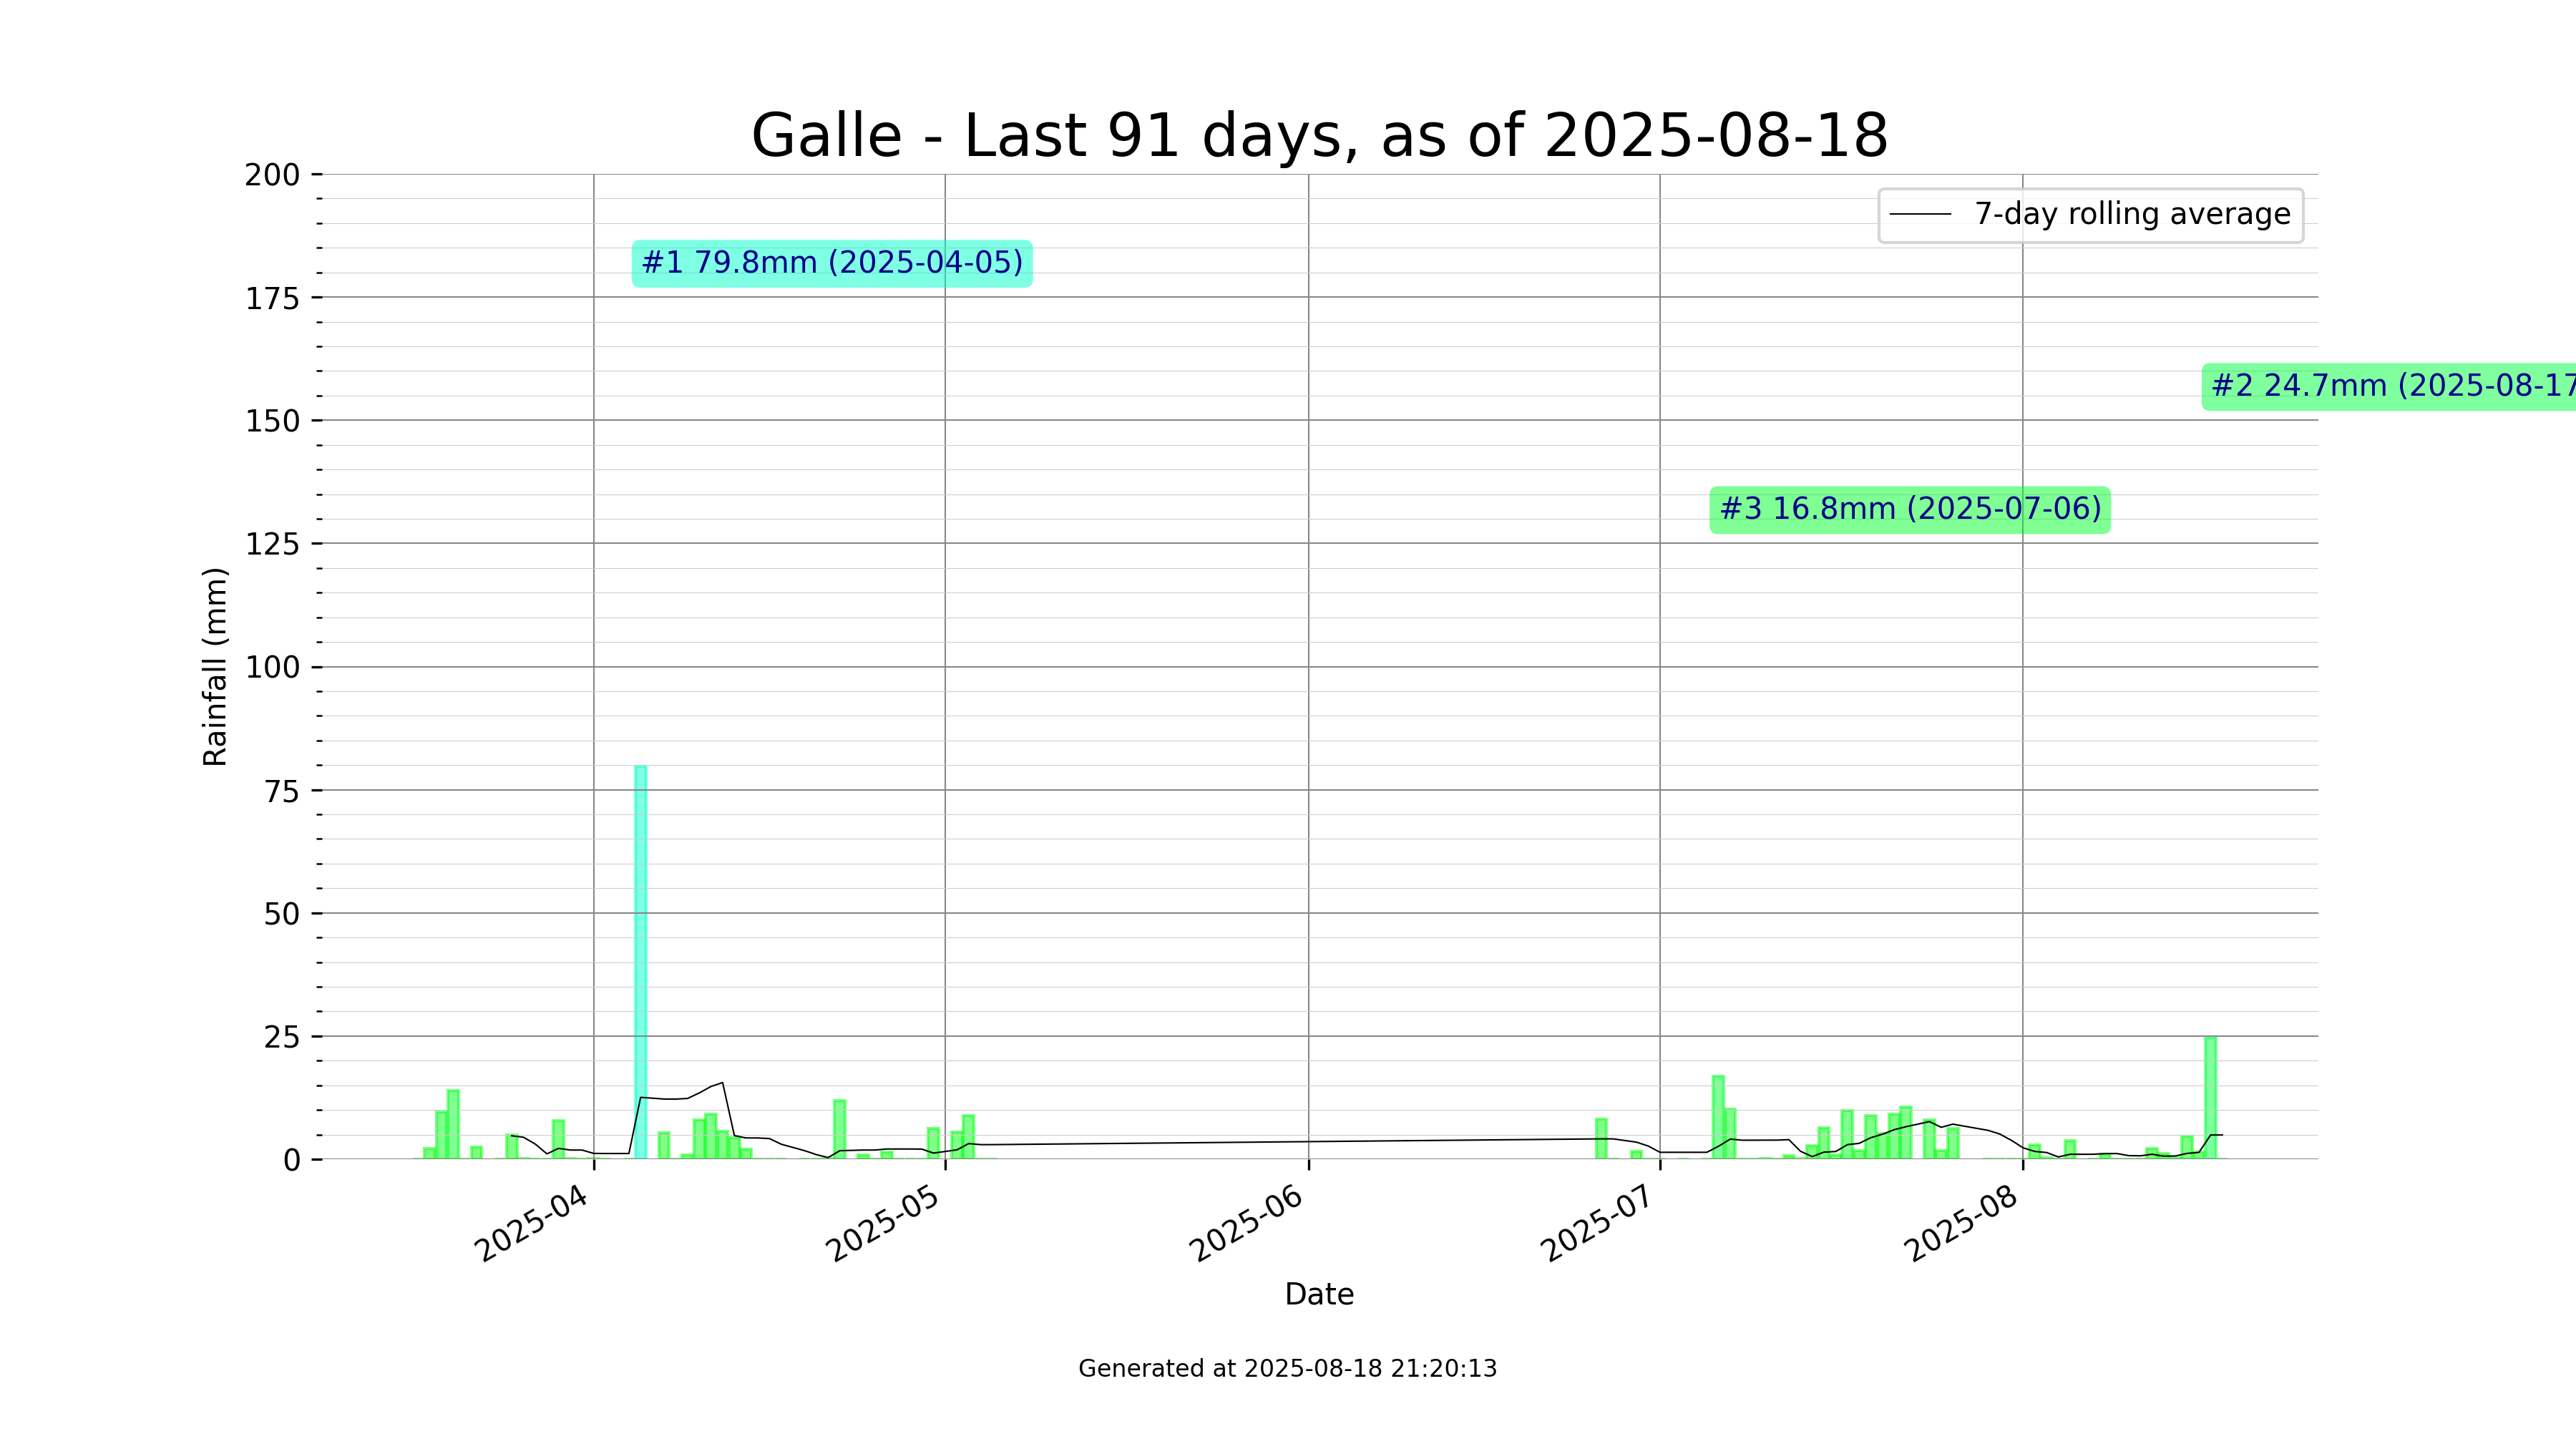 Galle - Last 91 days, as of 2025-08-18
200
175
150
125
100
75
50
25
0
Rainfall (mm)
7-day rolling average
#1 79.8mm (2025-04-05)
#2 24.7mm (2025-08-17
#3 16.8mm (2025-07-06)
2025-04
2025-05
2025-06
2025-07
2025-08
Date
Generated at 2025-08-18 21:20:13